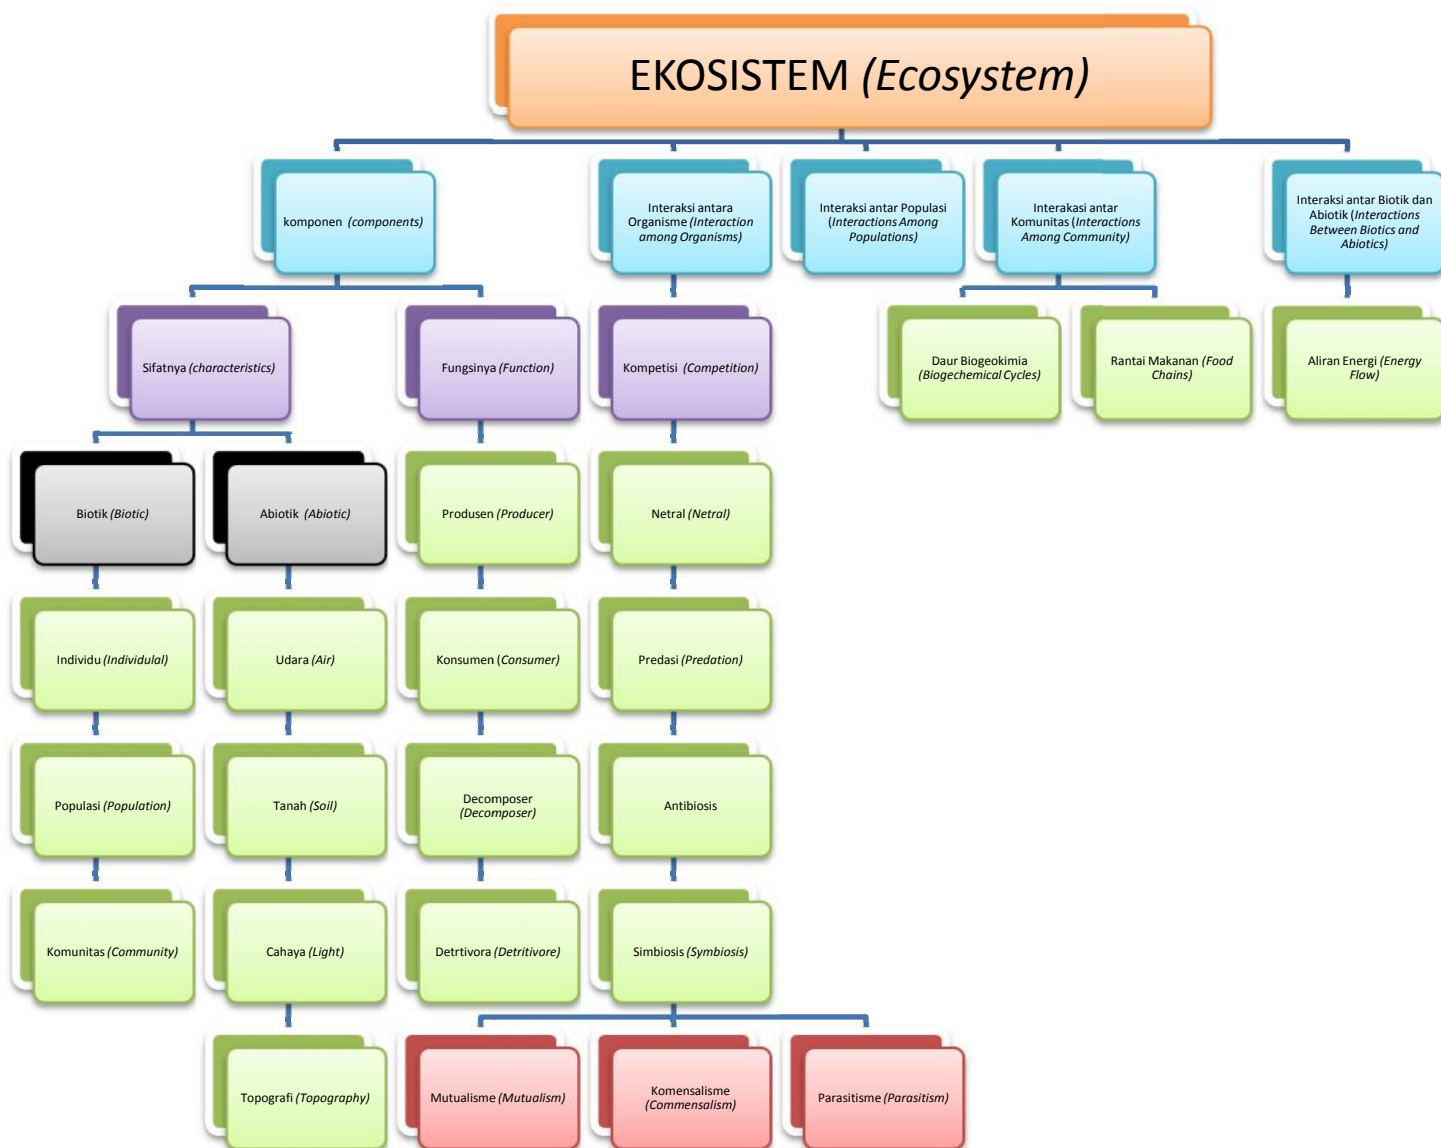 EKOSISTEM (Ecosystem)
komponen (components)
Interaksi antara
Organisme (Interaction
among Organisms)
Interaksi antar Populasi
(Interactions Among
Populations)
Interakasi antar
Komunitas (Interactions
Among Community)
Interaksi antar Biotik dan
Abiotik (Interactions
Between Biotics and
Abiotics)
Sifatnya (characteristics)
Fungsinya (Function)
Kompetisi (Competition)
Daur Biogeokimia
(Biogechemical Cycles)
Rantai Makanan (Food
Chains)
Aliran Energi (Energy
Flow)
Biotik (Biotic)
Abiotik (Abiotic)
Produsen (Producer)
Netral (Netral)
Individu (Individulal)
Udara (Air)
Konsumen (Consumer)
Predasi (Predation)
Populasi (Population)
Tanah (Soil)
Decomposer
(Decomposer)
Antibiosis
Komunitas (Community)
Cahaya (Light)
Detrtivora (Detritivore)
Simbiosis (Symbiosis)
Topografi (Topography)
Mutualisme (Mutualism)
Komensalisme
(Commensalism)
Parasitisme (Parasitism)